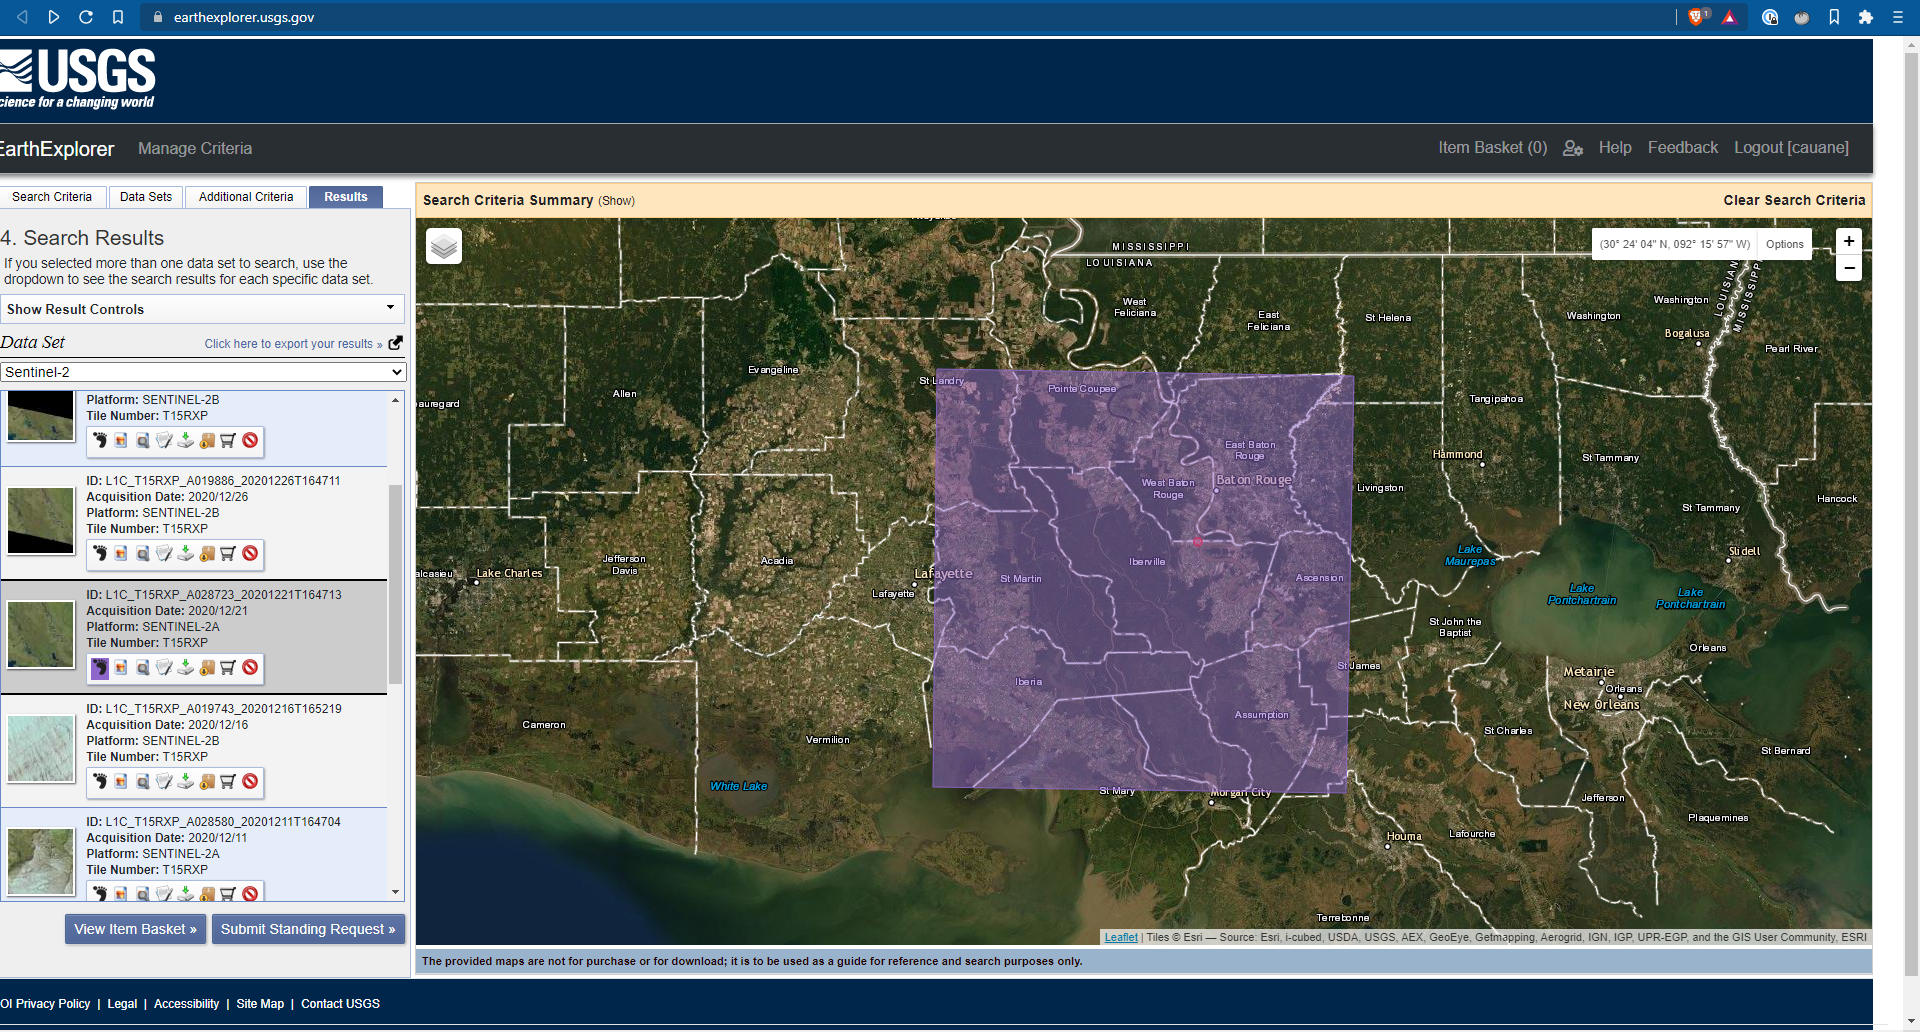 earthexplorer.usgs.gov
1
USGS
cience for a changing world
EarthExplorer
Manage Criteria
Item Basket (0)
Help
Feedback
Logout [cauane]
Search Criteria
Data Sets
Additional Criteria
Results
4. Search Results
If you selected more than one data set to search, use the
dropdown to see the search results for each specific data set.
Show Result Controls
Data Set
Click here to export your results »
Sentinel-2
Platform: SENTINEL-2B
Tile Number: T15RXP
ID: L1C_T15RXP_A019886_20201226T164711
Acquisition Date: 2020/12/26
Platform: SENTINEL-2B
Tile Number: T15RXP
ID: L1C_T15RXP_A028723_20201221T164713
Acquisition Date: 2020/12/21
Platform: SENTINEL-2A
Tile Number: T15RXP
ID: L1C_T15RXP_A019743_20201216T165219
Acquisition Date: 2020/12/16
Platform: SENTINEL-2B
Tile Number: T15RXP
ID: L1C_T15RXP_A028580_20201211T164704
Acquisition Date: 2020/12/11
Platform: SENTINEL-2A
Tile Number: T15RXP
View Item Basket »
Submit Standing Request »
Search Criteria Summary (Show)
Clear Search Criteria
(30° 24' 04" N, 092° 15' 57" W)
Options
+
−
MISSISSIPPI
LOUISIANA
LOUISIAN
MISSISSIPPI
West
Feliciana
East
Feliciana
St Helena
Washington
Washington
Bogalusa
Pearl River
Evangeline
St Landry
Pointe Coupee
Allen
auregard
Tangipahoa
East Baton
Rouge
Hammond
St Tammany
West Baton
Rouge
Baton Rouge
Livingston
Hancock
St Tammany
Jefferson
Davis
Acadia
Iberville
Lake
Maurepas
Slidell
alcasieu
Lake Charles
Lafayette
Lafayette
St Martin
Ascension
Lake
Pontchartrain
Lake
Pontchartrain
St John the
Baptist
Orleans
St James
Metairie
Orleans
New Orleans
Iberia
Cameron
Vermilion
Assumption
St Charles
St Bernard
White Lake
St Mary
Morgan City
Jefferson
Plaquemines
Houma
Lafourche
Terrebonne
Leaflet | Tiles © Esri — Source: Esri, i-cubed, USDA, USGS, AEX, GeoEye, Getmapping, Aerogrid, IGN, IGP, UPR-EGP, and the GIS User Community, ESRI
The provided maps are not for purchase or for download; it is to be used as a guide for reference and search purposes only.
OI Privacy Policy | Legal | Accessibility | Site Map | Contact USGS